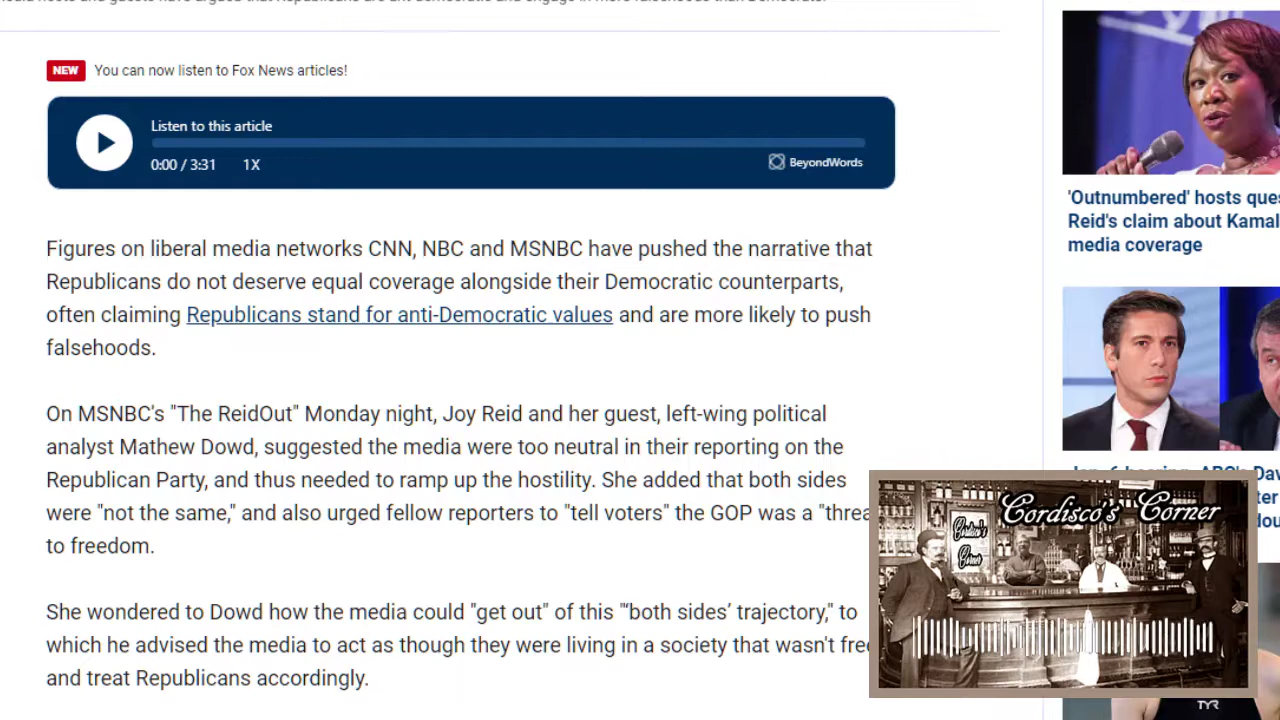 NEW You can now listen to Fox News articles!
Listen to this article
0:00 / 3:31 1X
BeyondWords
Figures on liberal media networks CNN, NBC and MSNBC have pushed the narrative that
Republicans do not deserve equal coverage alongside their Democratic counterparts,
often claiming Republicans stand for anti-Democratic values and are more likely to push
falsehoods.
On MSNBC's "The ReidOut" Monday night, Joy Reid and her guest, left-wing political
analyst Mathew Dowd, suggested the media were too neutral in their reporting on the
Republican Party, and thus needed to ramp up the hostility. She added that both sides
were "not the same," and also urged fellow reporters to "tell voters" the GOP was a "threa
to freedom.
She wondered to Dowd how the media could "get out" of this "'both sides’ trajectory," to
which he advised the media to act as though they were living in a society that wasn't fre
and treat Republicans accordingly.
'Outnumbered' hosts ques
Reid's claim about Kamal
media coverage
Cordisco's Corner
Cordisco's
Corner
TYR